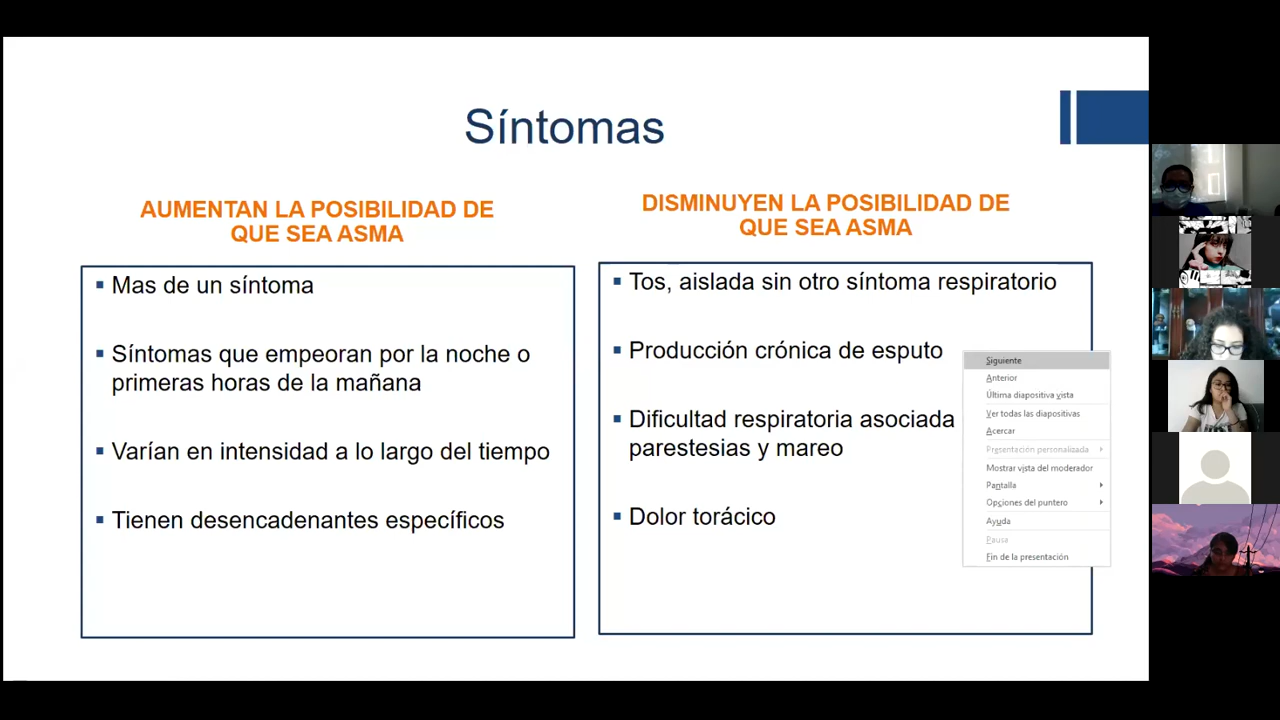 Síntomas
AUMENTAN LA POSIBILIDAD DE
QUE SEA ASMA
▪ Mas de un síntoma
▪ Síntomas que empeoran por la noche o
primeras horas de la mañana
▪ Varían en intensidad a lo largo del tiempo
▪ Tienen desencadenantes específicos
DISMINUYEN LA POSIBILIDAD DE
QUE SEA ASMA
▪ Tos, aislada sin otro síntoma respiratorio
▪ Producción crónica de esputo
▪ Dificultad respiratoria asociada
parestesias y mareo
▪ Dolor torácico
Siguiente
Anterior
Última diapositiva vista
Ver todas las diapositivas
Acercar
Presentación personalizada
Mostrar vista del moderador
Pantalla
Opciones del puntero
Ayuda
Pausa
Fin de la presentación